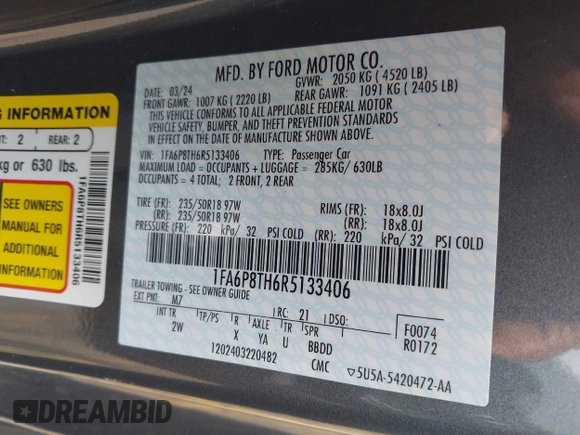 MFD. BY FORD MOTOR CO.
DATE: 03/24 GVWR: 2050 KG (4520 LB)
FRONT GAWR: 1007 KG (2220 LB) REAR GAWR: 1091 KG (2405 LB)
THIS VEHICLE CONFORMS TO ALL APPLICABLE FEDERAL MOTOR
VEHICLE SAFETY, BUMPER, AND THEFT PREVENTION STANDARDS
IN EFFECT ON THE DATE OF MANUFACTURE SHOWN ABOVE.
VIN: 1FA6P8TH6R5133406 TYPE: Passenger Car
MAXIMUM LOAD = OCCUPANTS + LUGGAGE = 285KG/630LB
OCCUPANTS = 4 TOTAL; 2 FRONT, 2 REAR
TIRE (FR): 235/50R18 97W RIMS (FR): 18x8.0J
(RR): 235/50R18 97W (RR): 18x8.0J
PRESSURE (FR): 220 kPa/ 32 PSI COLD (RR): 220 kPa/ 32 PSI COLD
1FA6P8TH6R5133406
TRAILER TOWING - SEE OWNER GUIDE
EXT PNT: M7 RC: 21
INT TR TP/PS R AXLE TR SPR F0074
2W X YA U BBDD R0172
1202403220482 CMC 5U5A-5420472-AA
G INFORMATION
NT: 2 REAR: 2
kg or 630 lbs.
SEE OWNERS
MANUAL FOR
ADDITIONAL
INFORMATION
1FA6P8TH6R5133406
DREAMBID